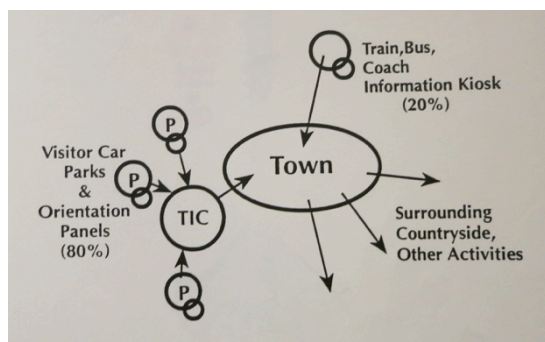 Train,Bus,
Coach
Information Kiosk
(20%)
P
Visitor Car
Parks
&
Orientation
Panels
(80%)
P
TIC
P
Town
Surrounding
Countryside,
Other Activities